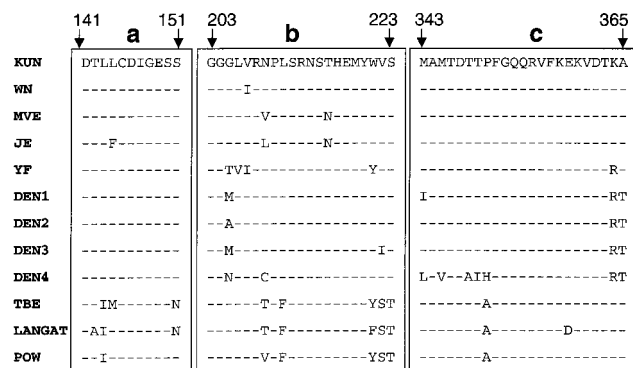 141 151 203 223 343 365
a b c
KUN DTLLCDIGESS GGGLVRNPLSRNSTHEMYWVS MAMTDTTPFGQQRVFKEKVDTKA
WN ----------- ----I---------------- -----------------------
MVE ----------- ------V------N------- -----------------------
JE ---F------- ------L------N------- -----------------------
YF ----------- --TVI-------------Y-- ---------------------R-
DEN1 ----------- --M------------------ I--------------------RT
DEN2 ----------- --A------------------ ---------------------RT
DEN3 ----------- --M----------------I- ---------------------RT
DEN4 ----------- --N---C-------------- L-V--AIH-------------RT
TBE --IM------N ------T-F---------YST -------A---------------
LANGAT -AI-------N ------T-F---------FST -------A--------D------
POW --I-------- ------V-F---------YST -------A---------------